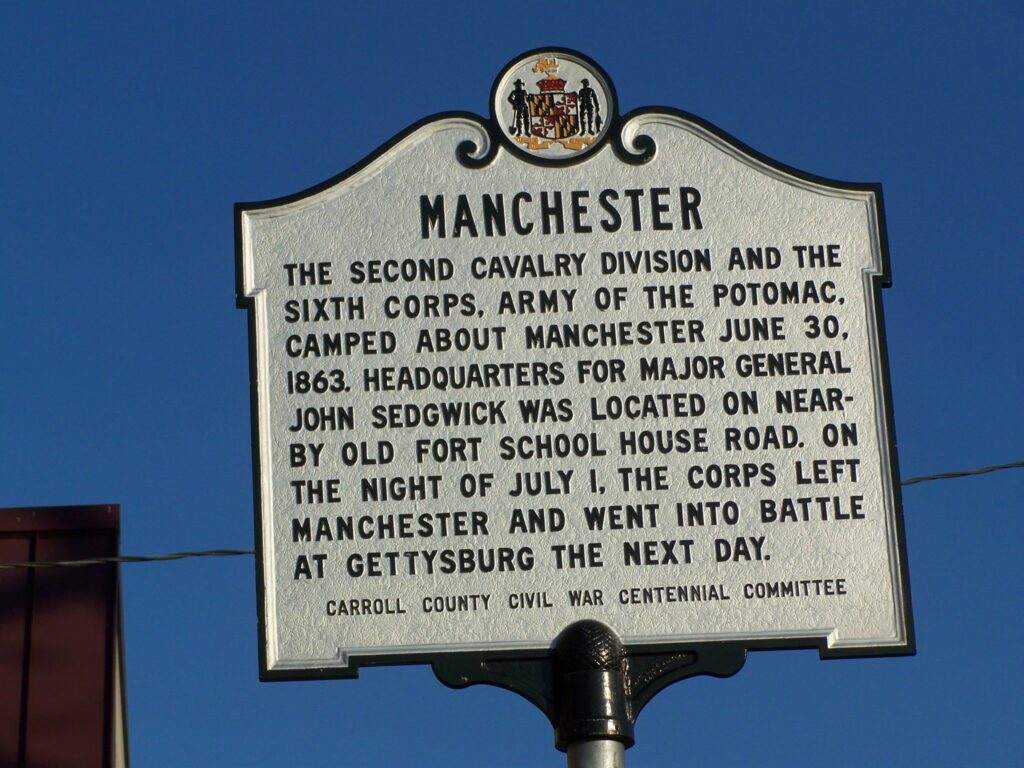 MANCHESTER
THE SECOND CAVALRY DIVISION AND THE
SIXTH CORPS, ARMY OF THE POTOMAC,
CAMPED ABOUT MANCHESTER JUNE 30,
1863. HEADQUARTERS FOR MAJOR GENERAL
JOHN SEDGWICK WAS LOCATED ON NEAR-
BY OLD FORT SCHOOL HOUSE ROAD. ON
THE NIGHT OF JULY 1, THE CORPS LEFT
MANCHESTER AND WENT INTO BATTLE
AT GETTYSBURG THE NEXT DAY.
CARROLL COUNTY CIVIL WAR CENTENNIAL COMMITTEE